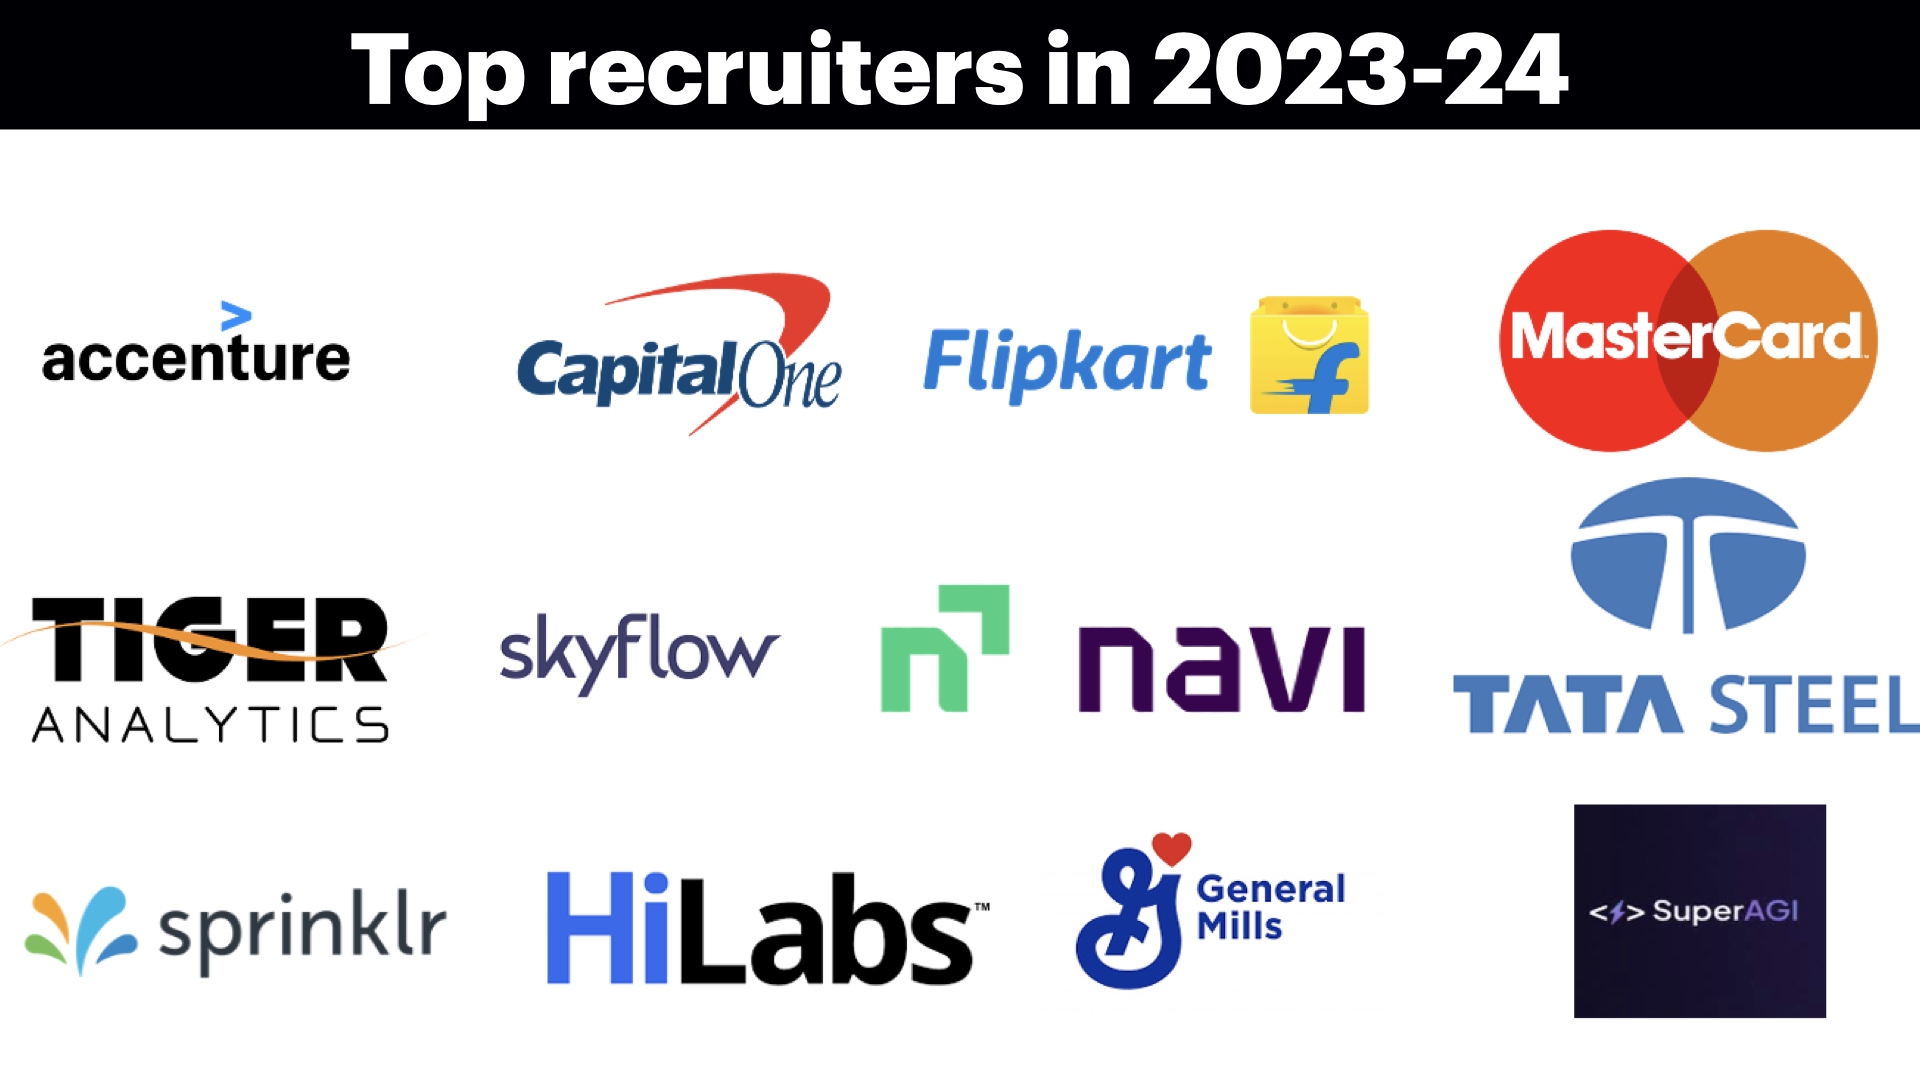 Top recruiters in 2023-24
accenture
CapitalOne
Flipkart
MasterCard
TIGER
ANALYTICS
skyflow
navi
TATA STEEL
sprinklr
HiLabs™
General
Mills
<> SuperAGI